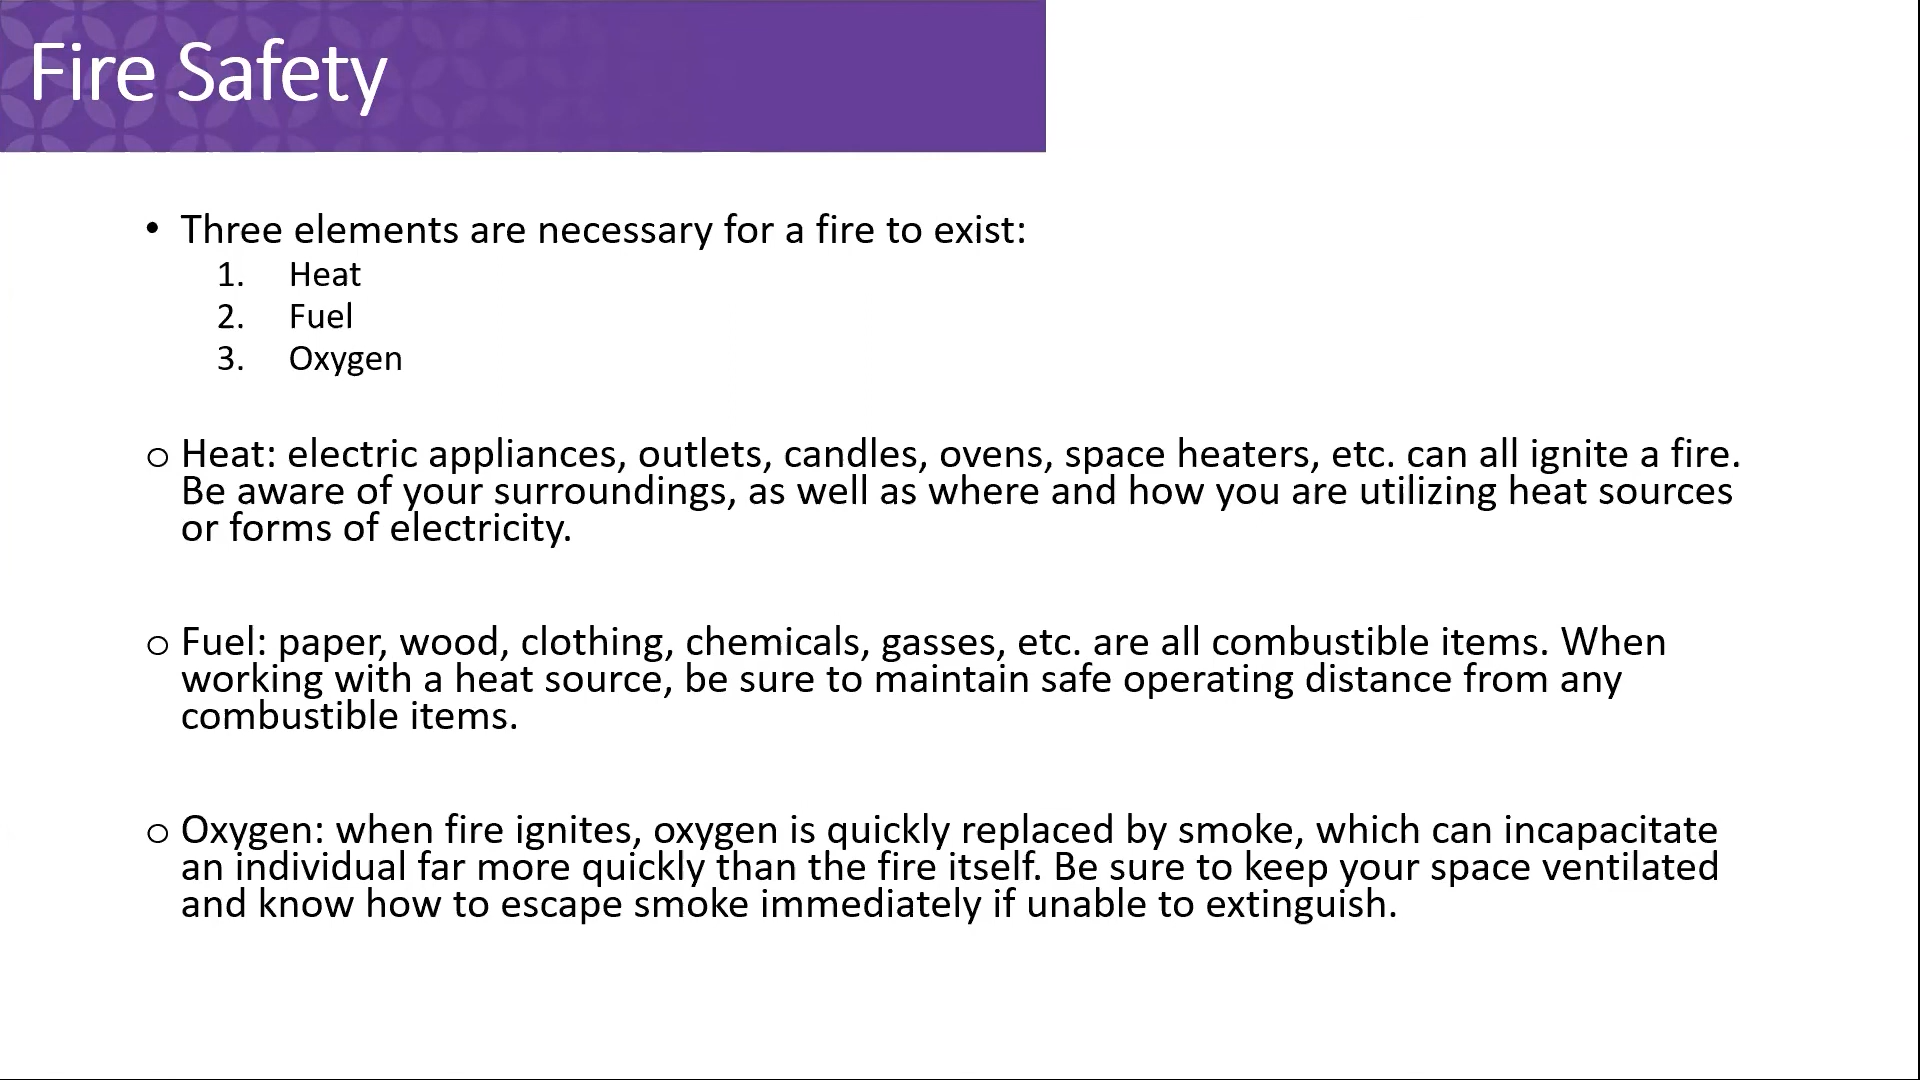 Fire Safety
• Three elements are necessary for a fire to exist:
1. Heat
2. Fuel
3. Oxygen
o Heat: electric appliances, outlets, candles, ovens, space heaters, etc. can all ignite a fire.
Be aware of your surroundings, as well as where and how you are utilizing heat sources
or forms of electricity.
o Fuel: paper, wood, clothing, chemicals, gasses, etc. are all combustible items. When
working with a heat source, be sure to maintain safe operating distance from any
combustible items.
o Oxygen: when fire ignites, oxygen is quickly replaced by smoke, which can incapacitate
an individual far more quickly than the fire itself. Be sure to keep your space ventilated
and know how to escape smoke immediately if unable to extinguish.